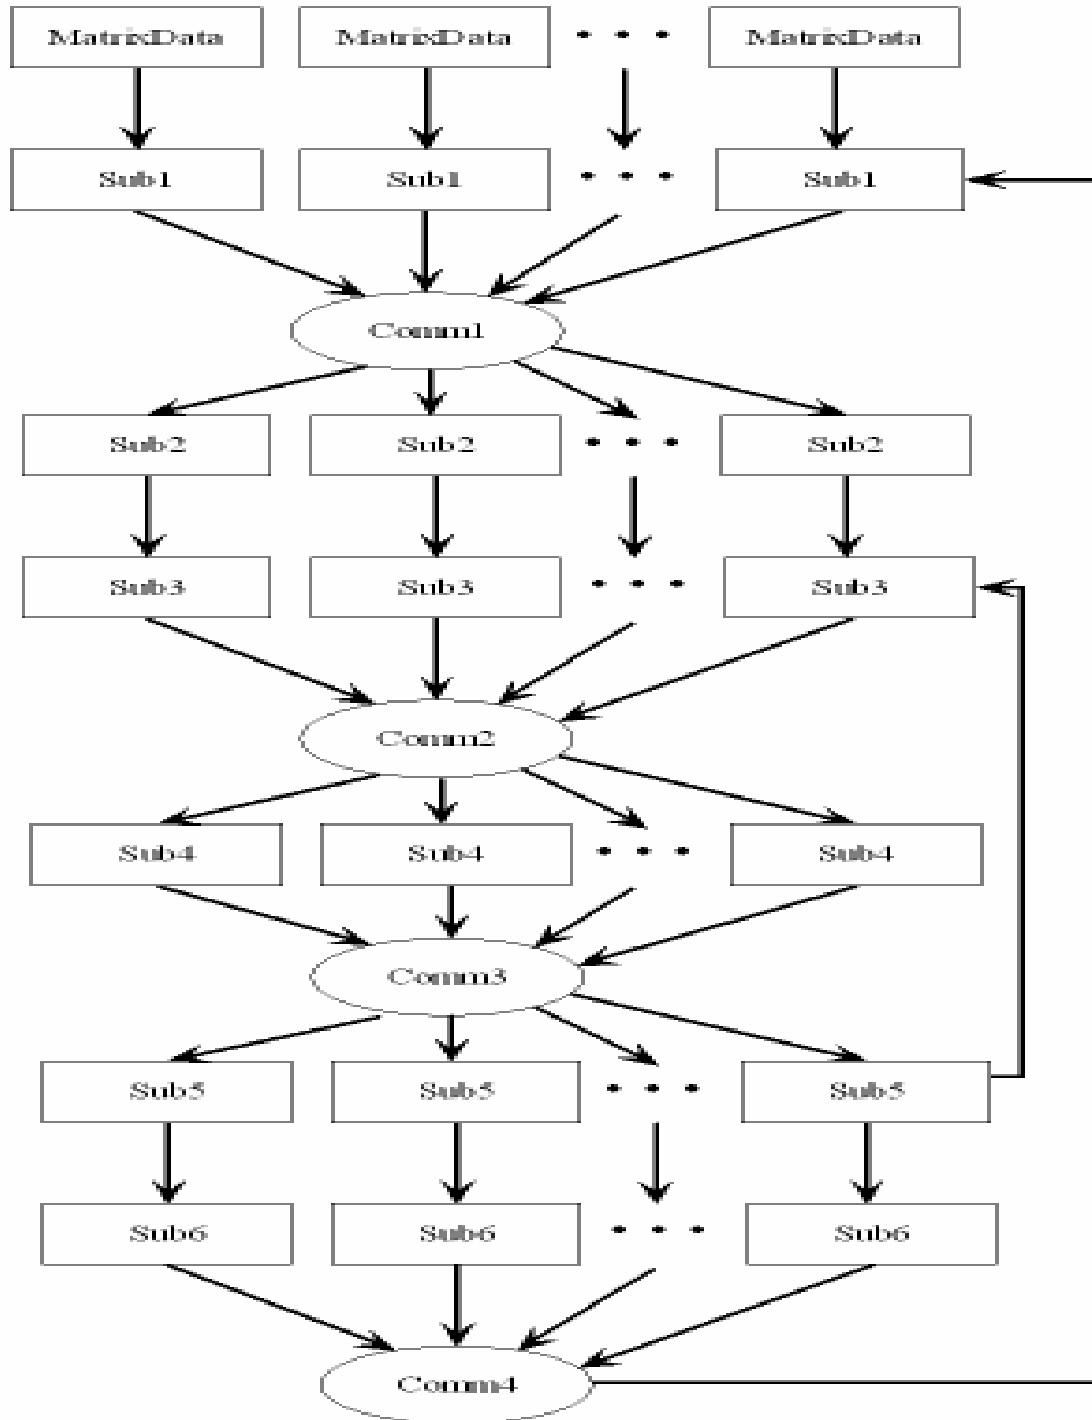 MatrixData MatrixData • • • MatrixData
Sub1 Sub1 • • • Sub1
Comm1
Sub2 Sub2 • • • Sub2
Sub3 Sub3 • • • Sub3
Comm2
Sub4 Sub4 • • • Sub4
Comm3
Sub5 Sub5 • • • Sub5
Sub6 Sub6 • • • Sub6
Comm4